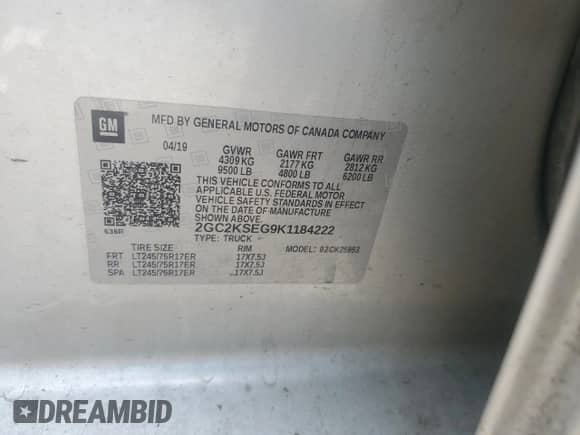 GM
MFD BY GENERAL MOTORS OF CANADA COMPANY
04/19 GVWR GAWR FRT GAWR RR
4309 KG 2177 KG 2812 KG
9500 LB 4800 LB 6200 LB
THIS VEHICLE CONFORMS TO ALL
APPLICABLE U.S. FEDERAL MOTOR
VEHICLE SAFETY STANDARDS IN
EFFECT ON THE DATE OF MANUFACTURE
SHOWN ABOVE.
2GC2KSEG9K1184222
TYPE: TRUCK MODEL:
TIRE SIZE RIM
FRT LT245/75R17ER 17X7.5J
RR LT245/75R17ER 17X7.5J
SPA LT245/75R17ER 17X7.5J
DREAMBID